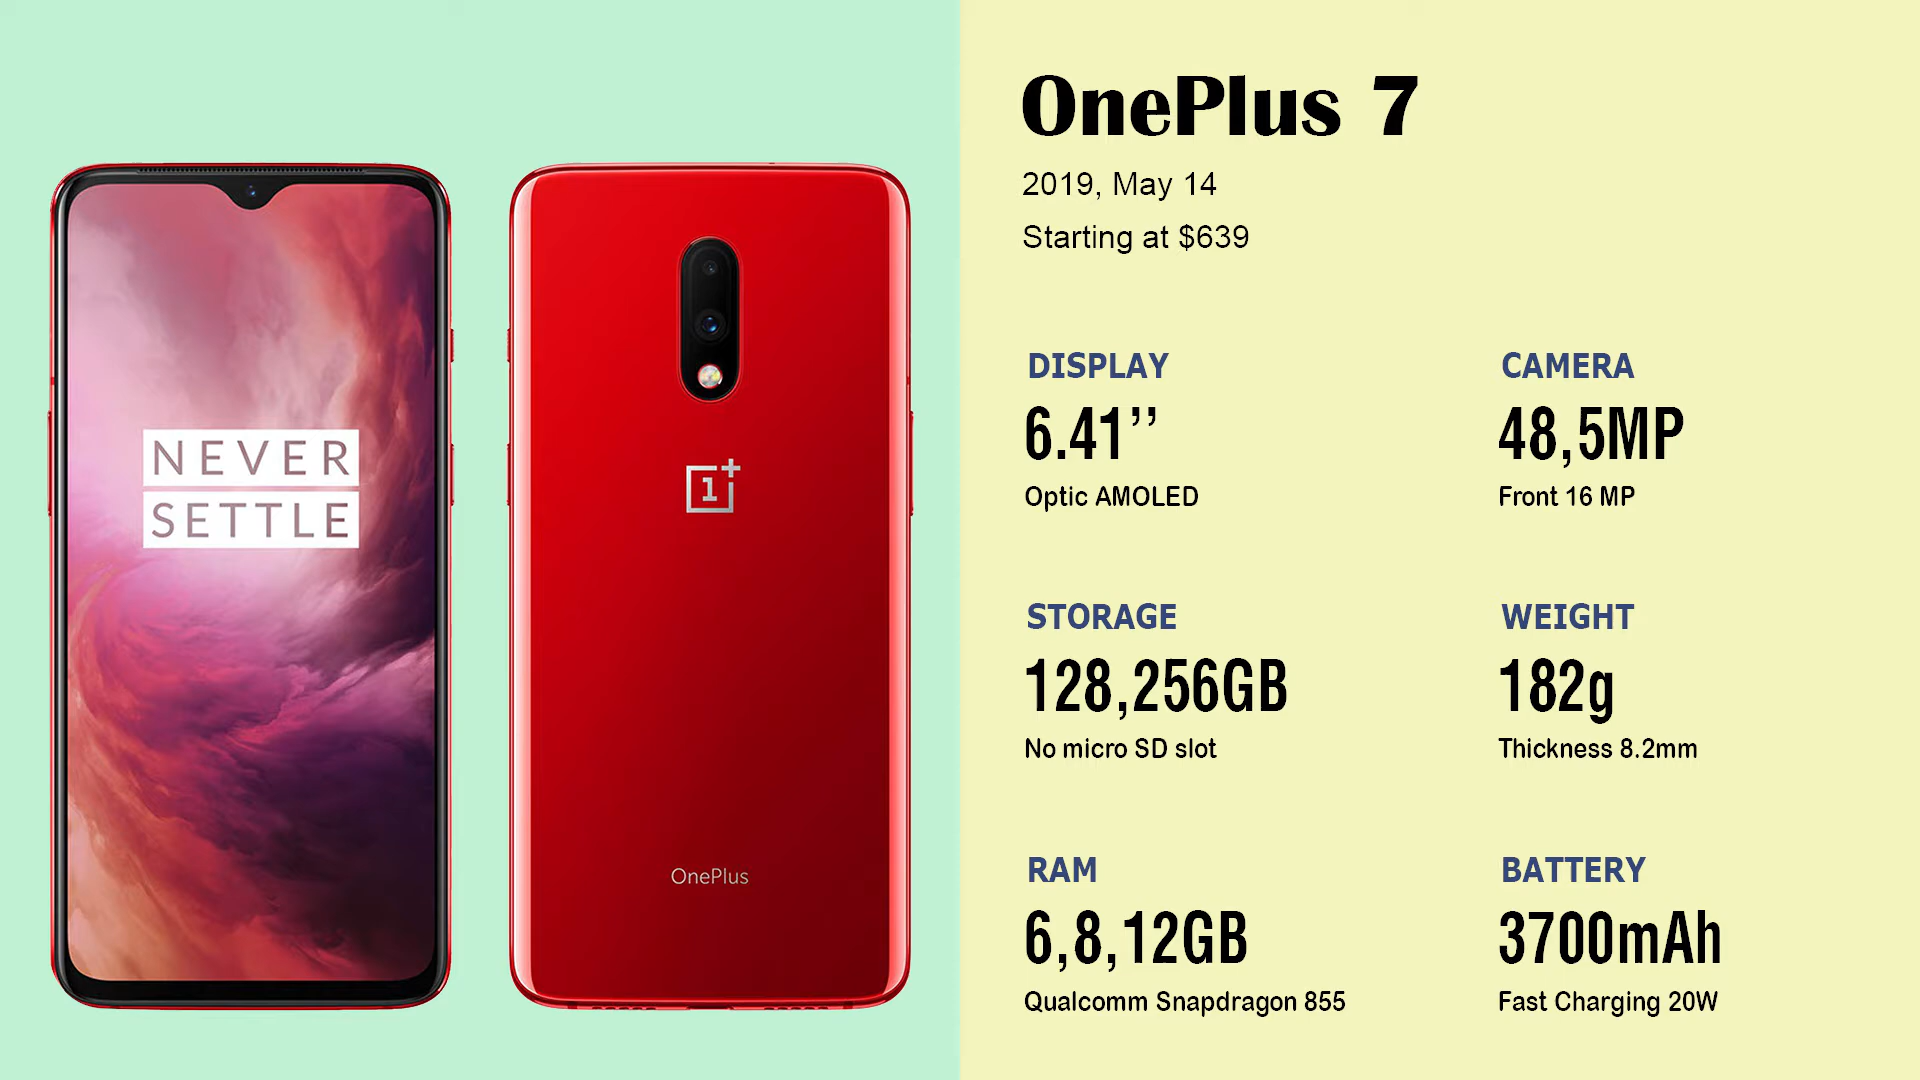 NEVER
SETTLE
OnePlus
OnePlus 7
2019, May 14
Starting at $639
DISPLAY
6.41’’
Optic AMOLED
CAMERA
48,5MP
Front 16 MP
STORAGE
128,256GB
No micro SD slot
WEIGHT
182g
Thickness 8.2mm
RAM
6,8,12GB
Qualcomm Snapdragon 855
BATTERY
3700mAh
Fast Charging 20W